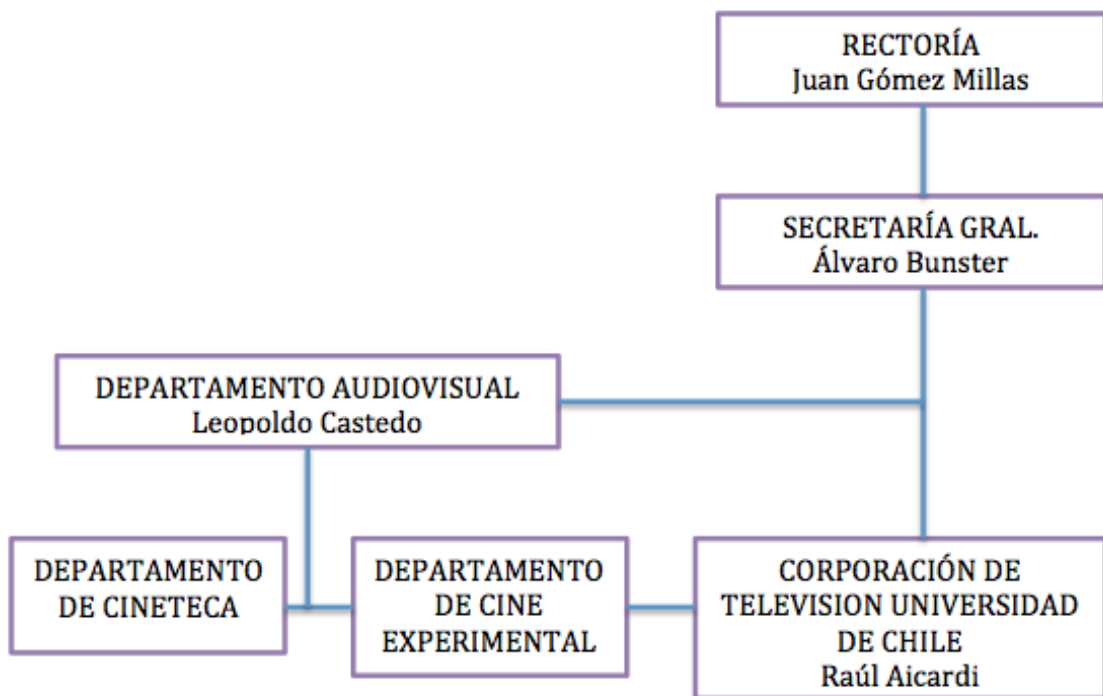 RECTORÍA
Juan Gómez Millas
SECRETARÍA GRAL.
Álvaro Bunster
DEPARTAMENTO AUDIOVISUAL
Leopoldo Castedo
DEPARTAMENTO
DE CINETECA
DEPARTAMENTO
DE CINE
EXPERIMENTAL
CORPORACIÓN DE
TELEVISION UNIVERSIDAD
DE CHILE
Raúl Aicardi